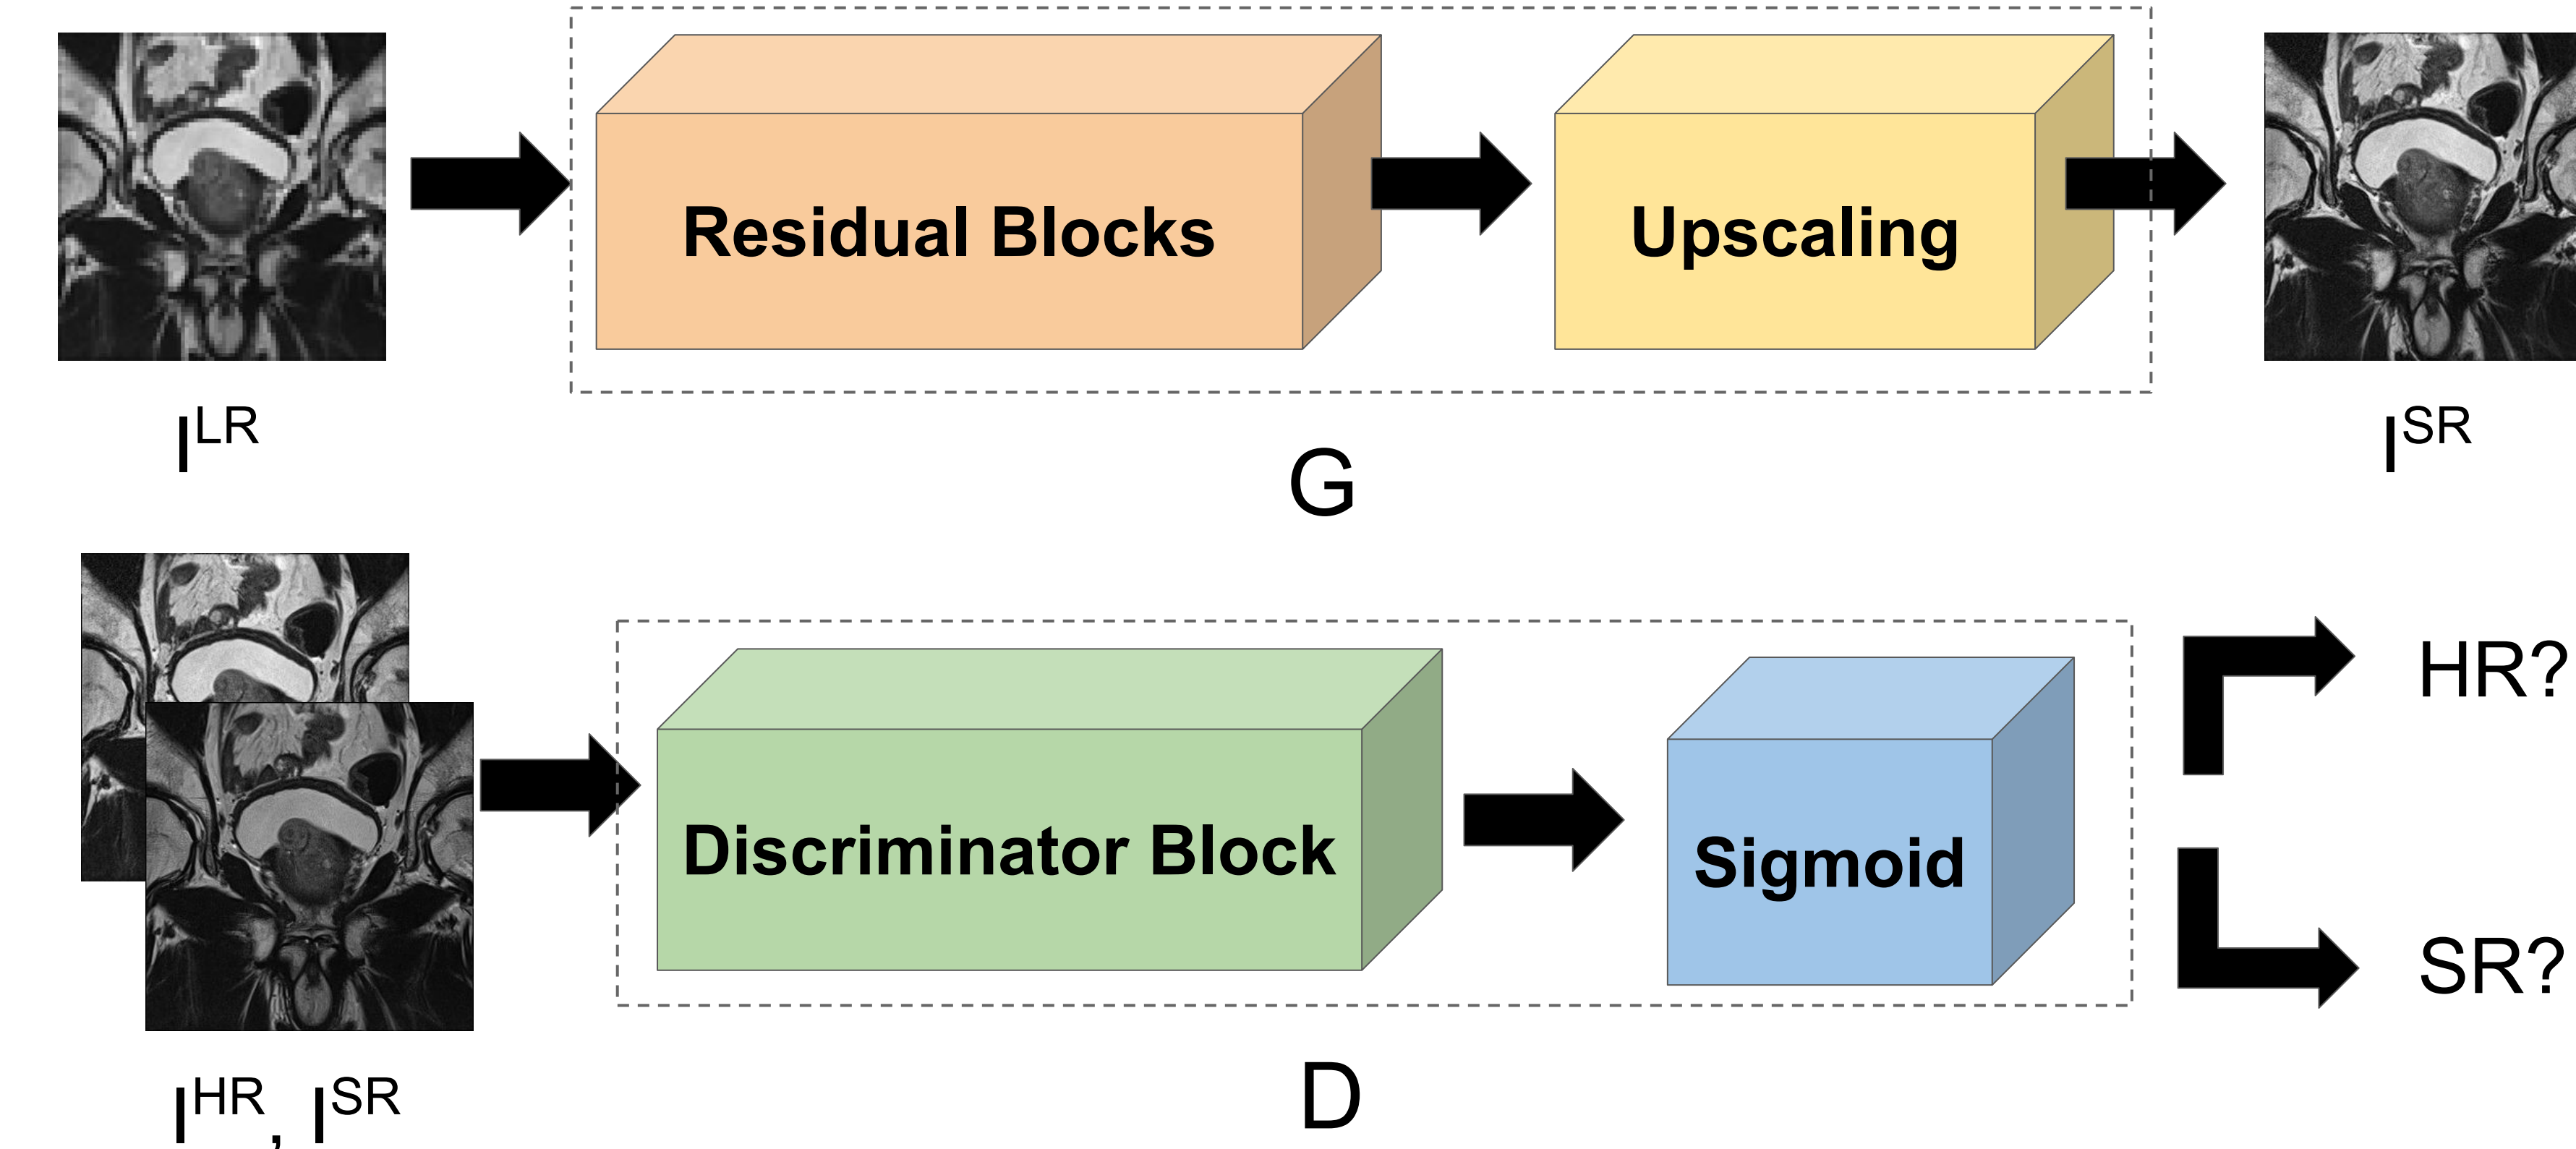 Residual Blocks
Upscaling
I^LR
I^SR
G
HR?
Discriminator Block
Sigmoid
SR?
I^HR, I^SR
D